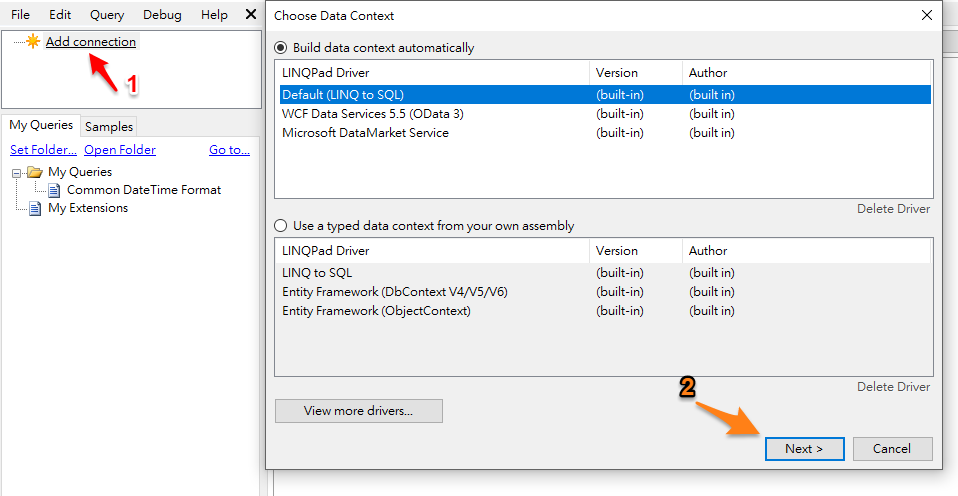 File Edit Query Debug Help
Add connection
1
My Queries Samples
Set Folder... Open Folder Go to...
My Queries
Common DateTime Format
My Extensions
Choose Data Context
Build data context automatically
LINQPad Driver Version Author
Default (LINQ to SQL) (built-in) (built in)
WCF Data Services 5.5 (OData 3) (built-in) (built in)
Microsoft DataMarket Service (built-in) (built in)
Delete Driver
Use a typed data context from your own assembly
LINQPad Driver Version Author
LINQ to SQL (built-in) (built in)
Entity Framework (DbContext V4/V5/V6) (built-in) (built in)
Entity Framework (ObjectContext) (built-in) (built in)
Delete Driver
View more drivers...
2
Next > Cancel